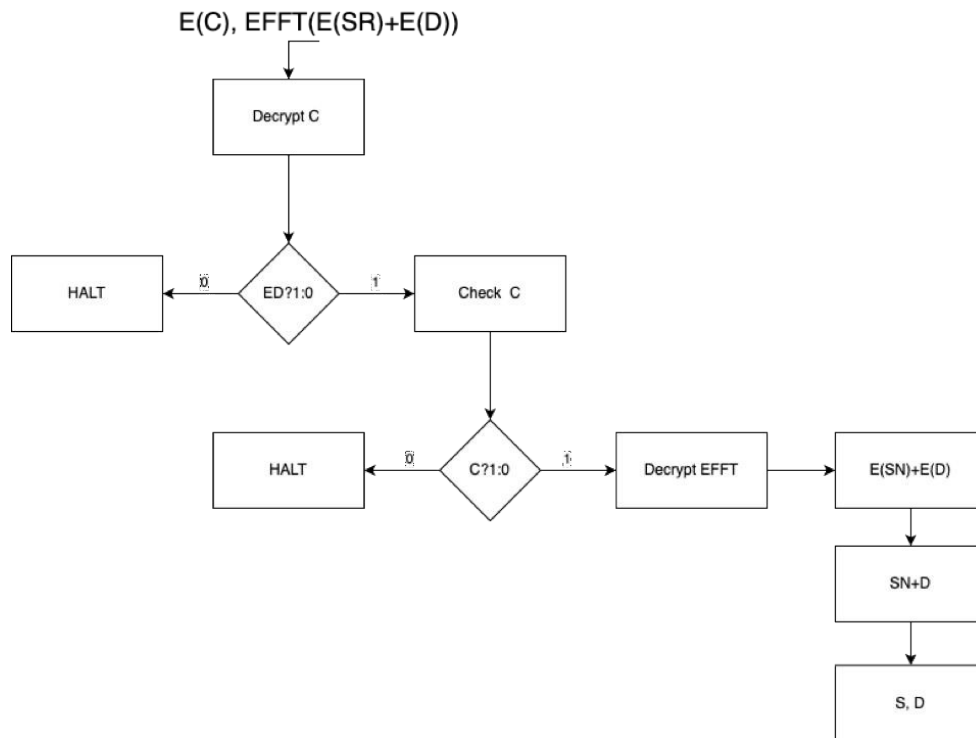 E(C), EFFT(E(SR)+E(D))
Decrypt C
HALT
0
ED?1:0
1
Check C
HALT
0
C?1:0
1
Decrypt EFFT
E(SN)+E(D)
SN+D
S, D